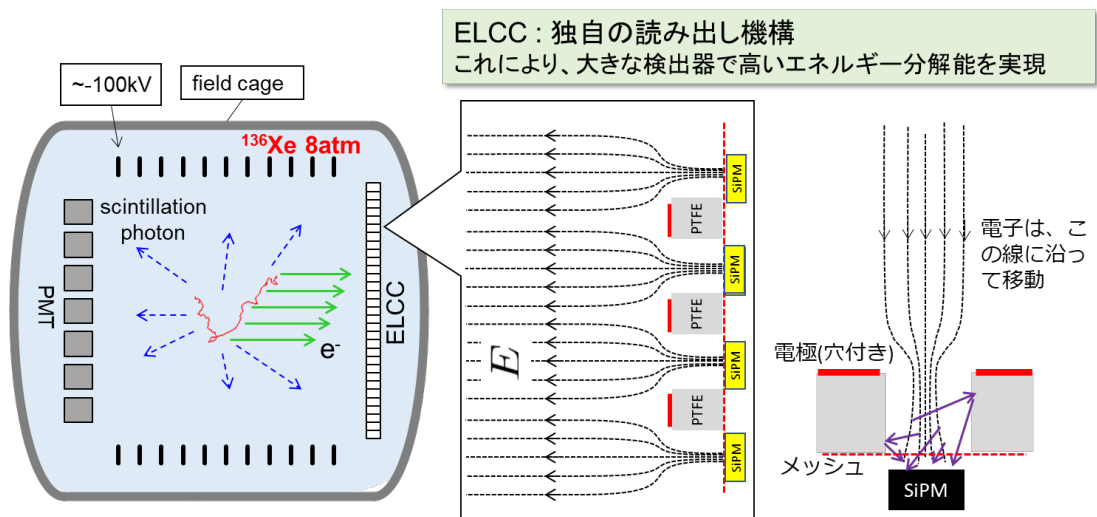 ELCC : 独自の読み出し機構
これにより、大きな検出器で高いエネルギー分解能を実現
~-100kV
field cage
¹³⁶Xe 8atm
scintillation
photon
PMT
e⁻
ELCC
SiPM
PTFE
SiPM
PTFE
E
SiPM
PTFE
SiPM
電子は、こ
の線に沿っ
て移動
電極(穴付き)
メッシュ
SiPM